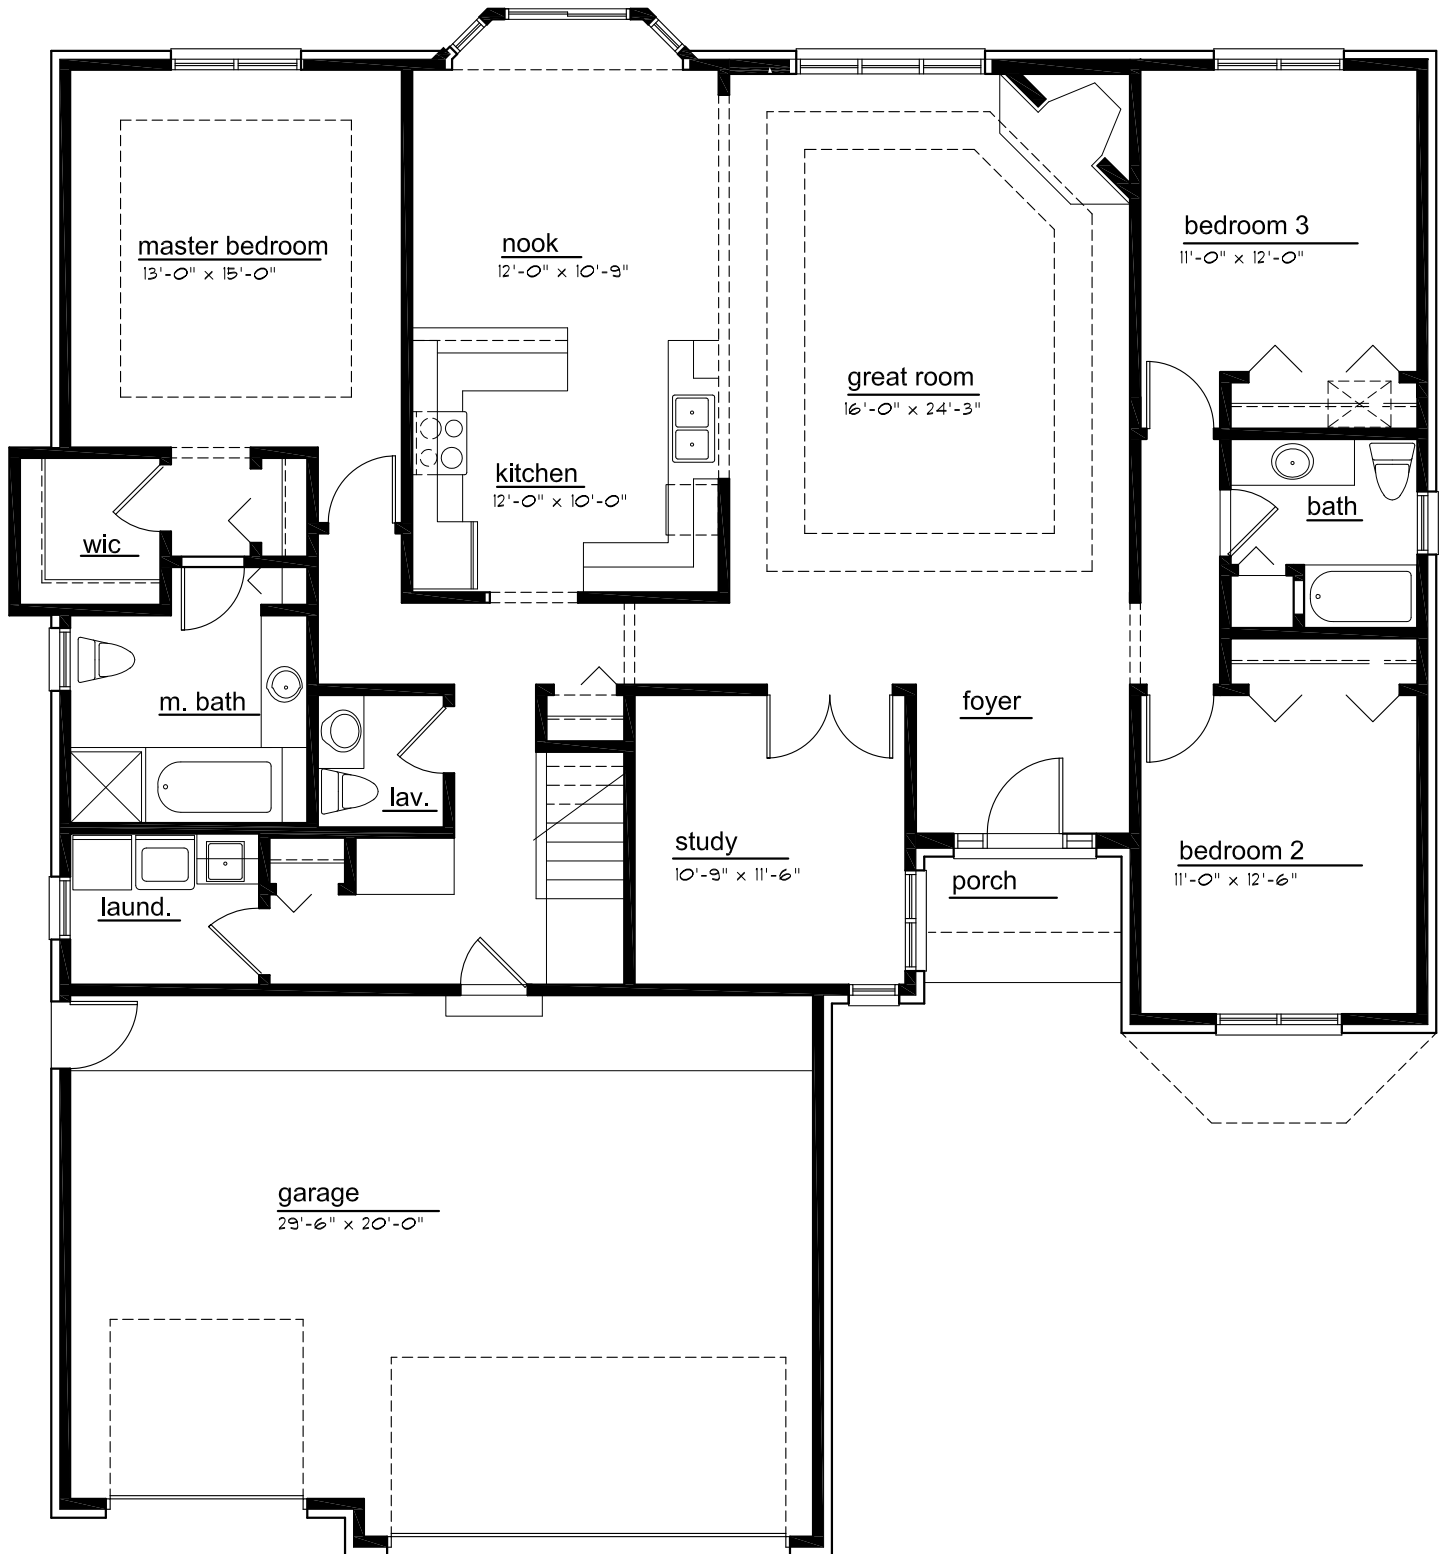 master bedroom
13'-0" x 15'-0"
nook
12'-0" x 10'-9"
bedroom 3
11'-0" x 12'-0"
great room
16'-0" x 24'-3"
kitchen
12'-0" x 10'-0"
wic
bath
m. bath
foyer
lav.
study
10'-9" x 11'-6"
bedroom 2
11'-0" x 12'-6"
porch
laund.
garage
29'-6" x 20'-0"